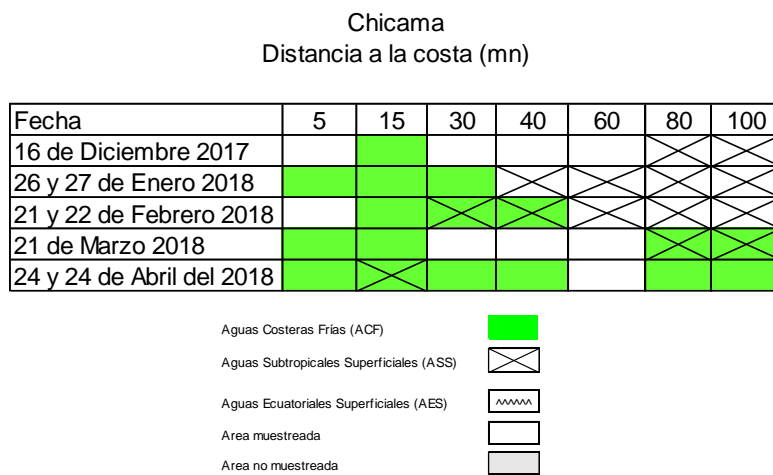 Chicama
Distancia a la costa (mn)
Fecha 5 15 30 40 60 80 100
16 de Diciembre 2017
26 y 27 de Enero 2018
21 y 22 de Febrero 2018
21 de Marzo 2018
24 y 24 de Abril del 2018
Aguas Costeras Frías (ACF)
Aguas Subtropicales Superficiales (ASS)
Aguas Ecuatoriales Superficiales (AES)
Area muestreada
Area no muestreada